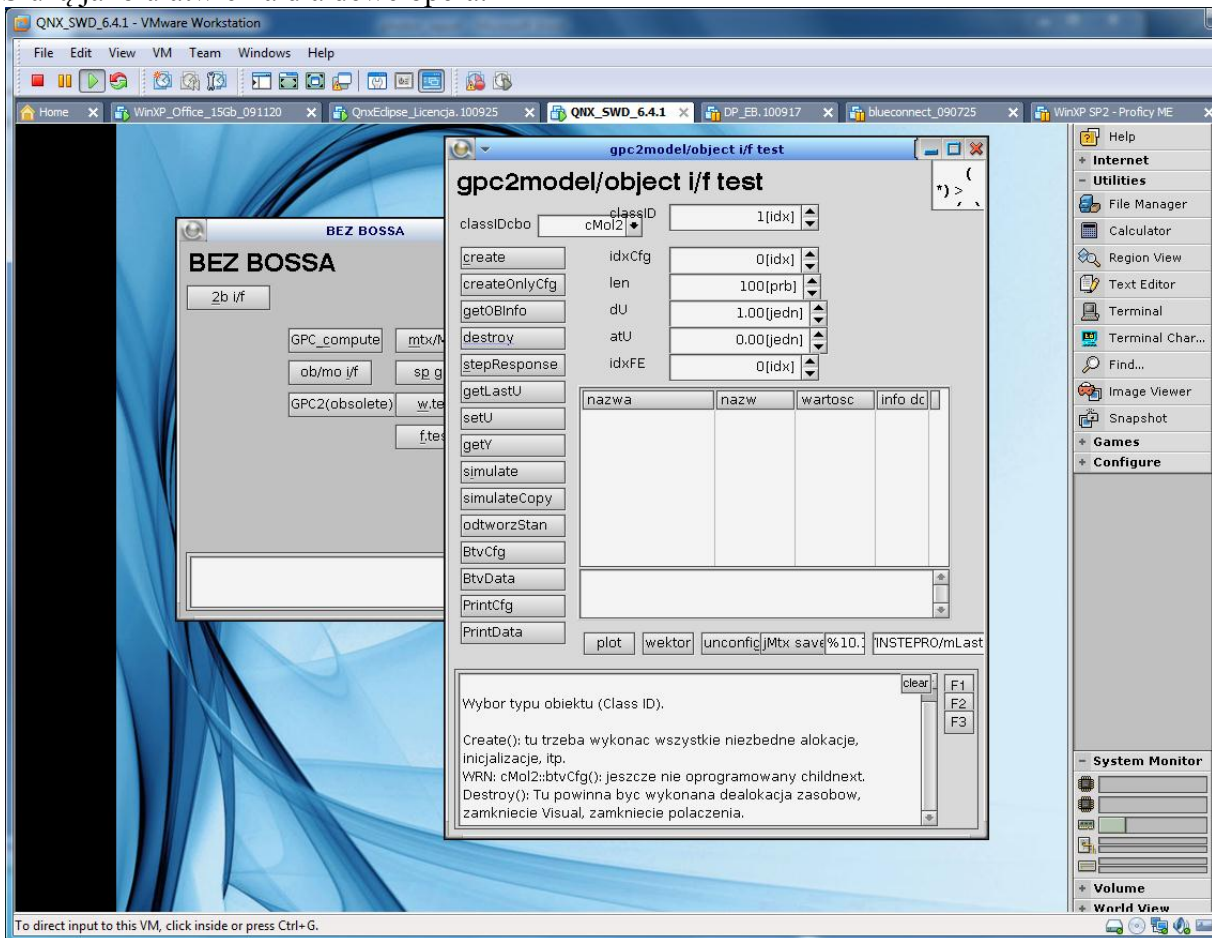 QNX_SWD_6.4.1 - VMware Workstation
File Edit View VM Team Windows Help
Home WinXP_Office_15Gb_091120 QnxEclipse_Licencja.100925 QNX_SWD_6.4.1 DP_EB.100917 blueconnect_090725 WinXP SP2 - Proficy ME
BEZ BOSSA
BEZ BOSSA
2b i/f
GPC_compute
ob/mo i/f
GPC2(obsolete)
gpc2model/object i/f test
gpc2model/object i/f test
*) > (
classIDcbo cMol2 classID 1[idx]
create idxCfg 0[idx]
createOnlyCfg len 100[prb]
getOBInfo dU 1.00[jedn]
destroy atU 0.00[jedn]
stepResponse idxFE 0[idx]
getLastU
nazwa nazw wartosc info dc
setU
getY
simulate
simulateCopy
odtworzStan
BtvCfg
BtvData
PrintCfg
PrintData
plot wektor unconfig jMtx save %10. INSTEPRO/mLast
clear
F1
F2
F3
Wybor typu obiektu (Class ID).
Create(): tu trzeba wykonac wszystkie niezbedne alokacje,
inicjalizacje, itp.
WRN: cMol2::btvCfg(): jeszcze nie oprogramowany childnext.
Destroy(): Tu powinna byc wykonana dealokacja zasobow,
zamkniecie Visual, zamkniecie polaczenia.
Help
+ Internet
- Utilities
File Manager
Calculator
Region View
Text Editor
Terminal
Terminal Char...
Find...
Image Viewer
Snapshot
+ Games
+ Configure
- System Monitor
+ Volume
+ World View
To direct input to this VM, click inside or press Ctrl+G.